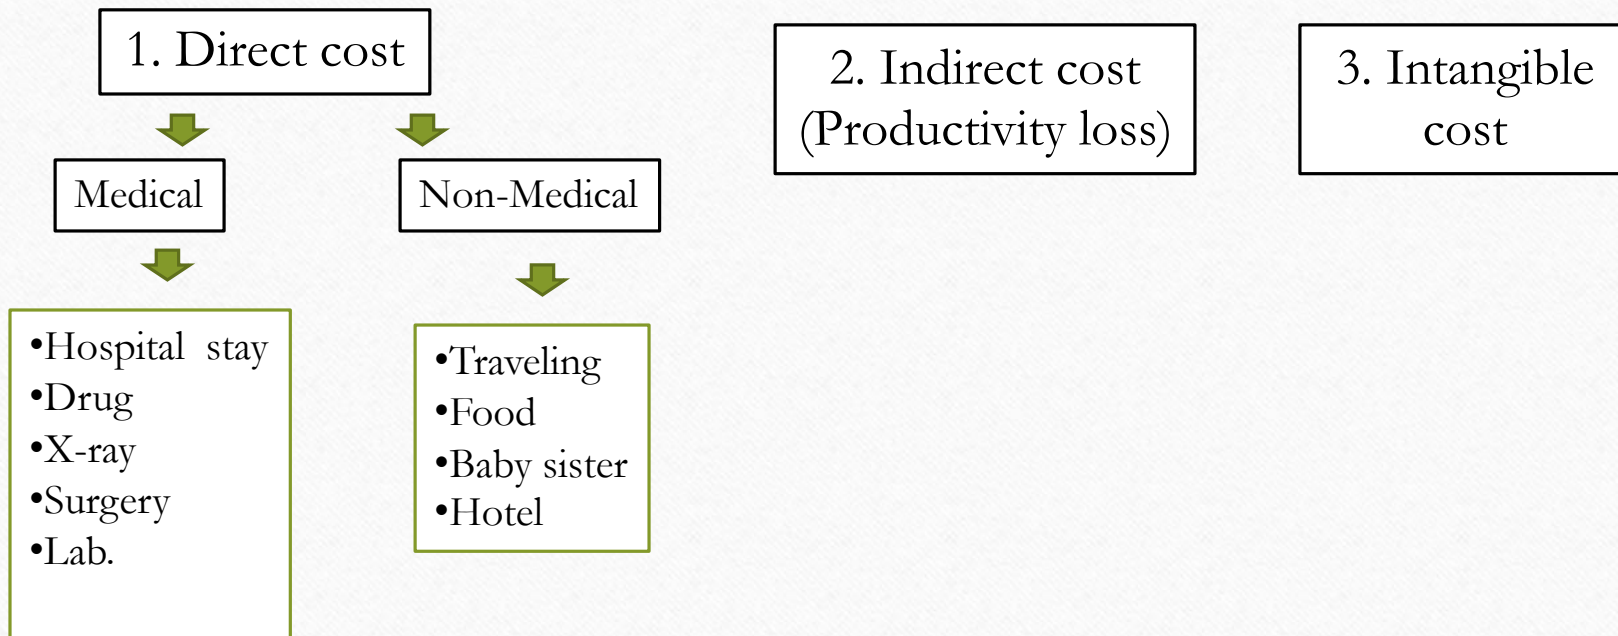 1. Direct cost
Medical
•Hospital stay
•Drug
•X-ray
•Surgery
•Lab.
Non-Medical
•Traveling
•Food
•Baby sister
•Hotel
2. Indirect cost
(Productivity loss)
3. Intangible
cost